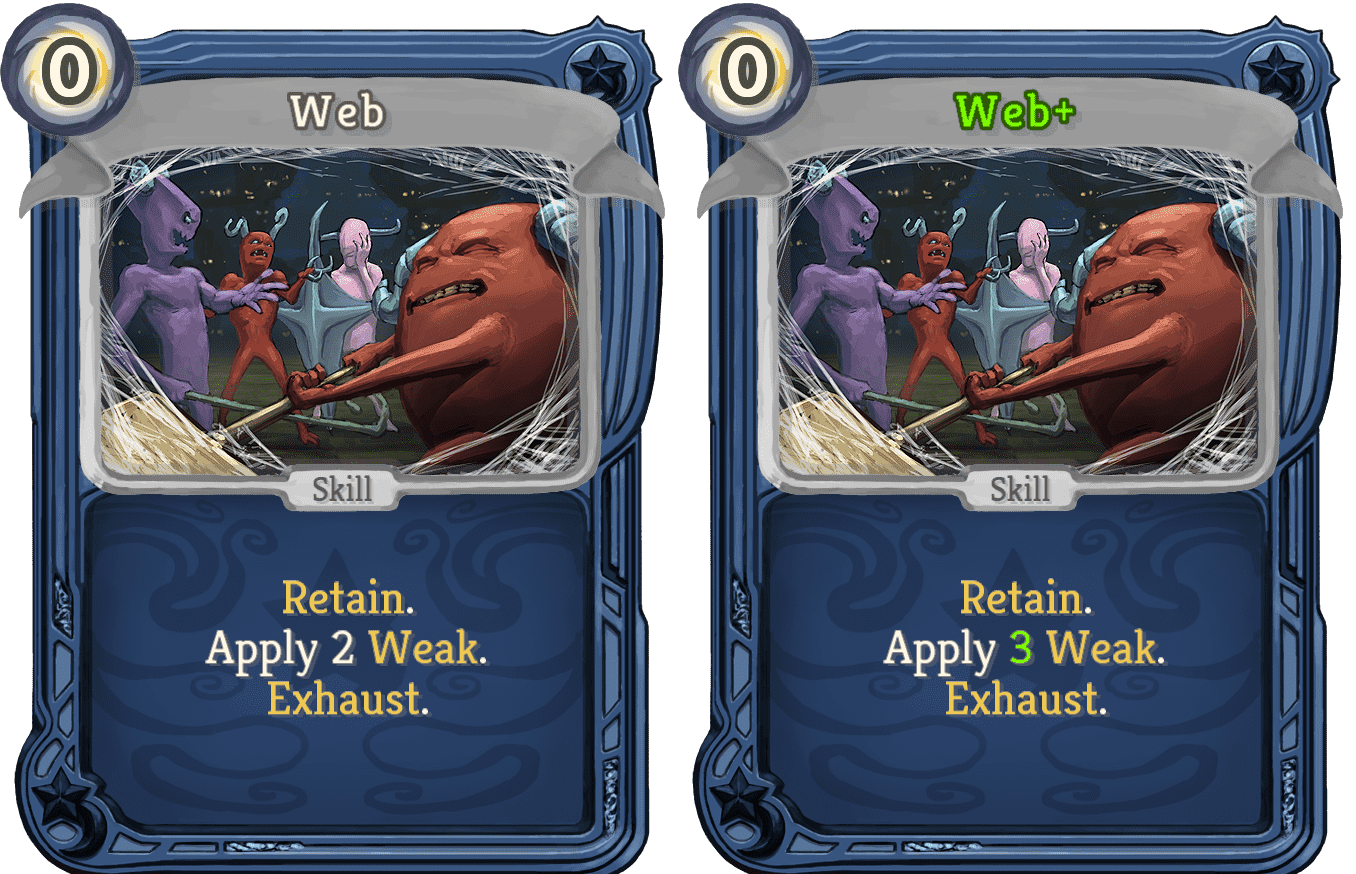 0
Web
Skill
Retain.
Apply 2 Weak.
Exhaust.
0
Web+
Skill
Retain.
Apply 3 Weak.
Exhaust.